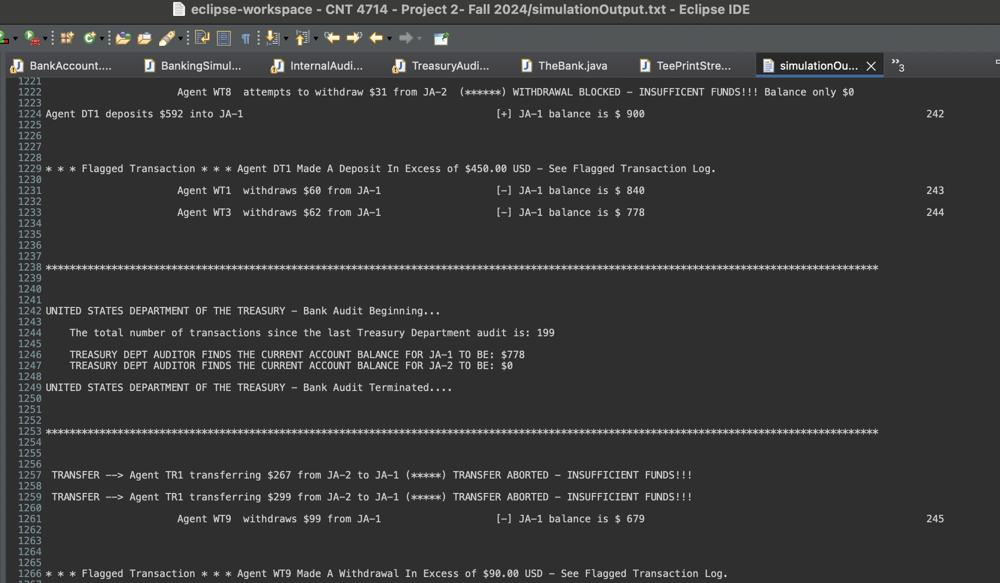 eclipse-workspace - CNT 4714 - Project 2- Fall 2024/simulationOutput.txt - Eclipse IDE
BankAccount.... BankingSimul... InternalAudi... TreasuryAudi... TheBank.java TeePrintStre... simulationOu... »3
1221
1222 Agent WT8 attempts to withdraw $31 from JA-2 (******) WITHDRAWAL BLOCKED - INSUFFICENT FUNDS!!! Balance only $0
1223
1224 Agent DT1 deposits $592 into JA-1 [+] JA-1 balance is $ 900 242
1225
1226
1227
1228
1229 * * * Flagged Transaction * * * Agent DT1 Made A Deposit In Excess of $450.00 USD - See Flagged Transaction Log.
1230
1231 Agent WT1 withdraws $60 from JA-1 [-] JA-1 balance is $ 840 243
1232
1233 Agent WT3 withdraws $62 from JA-1 [-] JA-1 balance is $ 778 244
1234
1235
1236
1237
1238 *******************************************************************************************************************************************
1239
1240
1241
1242 UNITED STATES DEPARTMENT OF THE TREASURY - Bank Audit Beginning...
1243
1244 The total number of transactions since the last Treasury Department audit is: 199
1245
1246 TREASURY DEPT AUDITOR FINDS THE CURRENT ACCOUNT BALANCE FOR JA-1 TO BE: $778
1247 TREASURY DEPT AUDITOR FINDS THE CURRENT ACCOUNT BALANCE FOR JA-2 TO BE: $0
1248
1249 UNITED STATES DEPARTMENT OF THE TREASURY - Bank Audit Terminated....
1250
1251
1252
1253 *******************************************************************************************************************************************
1254
1255
1256
1257 TRANSFER --> Agent TR1 transferring $267 from JA-2 to JA-1 (*****) TRANSFER ABORTED - INSUFFICIENT FUNDS!!!
1258
1259 TRANSFER --> Agent TR1 transferring $299 from JA-2 to JA-1 (*****) TRANSFER ABORTED - INSUFFICIENT FUNDS!!!
1260
1261 Agent WT9 withdraws $99 from JA-1 [-] JA-1 balance is $ 679 245
1262
1263
1264
1265
1266 * * * Flagged Transaction * * * Agent WT9 Made A Withdrawal In Excess of $90.00 USD - See Flagged Transaction Log.